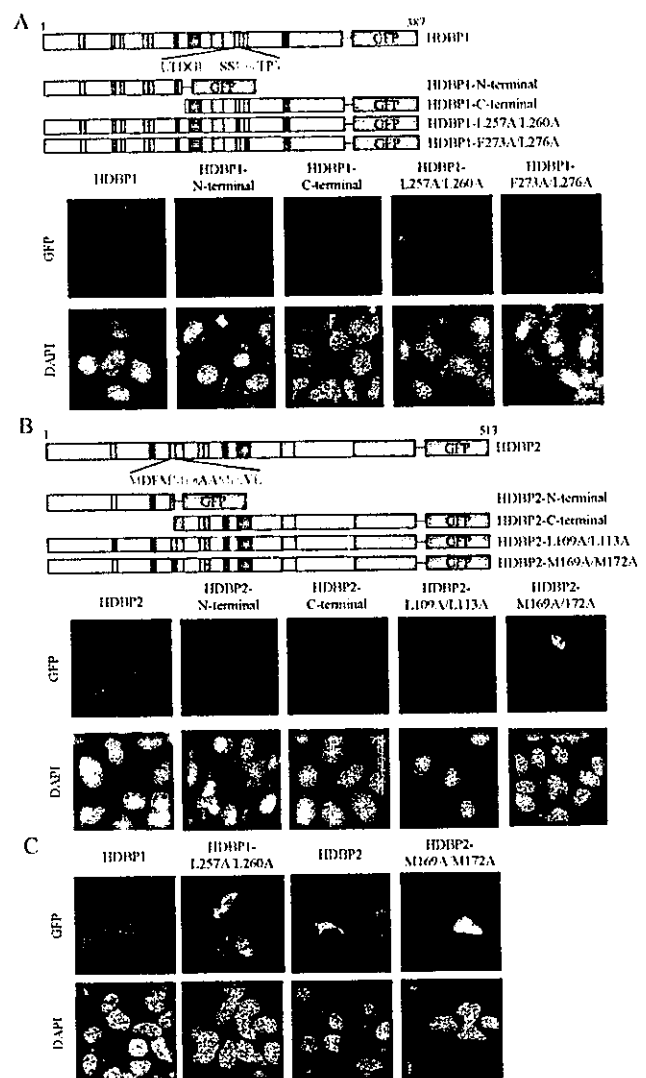 A
1 387
GFP HDBP1
GFP HDBP1-N-terminal
GFP HDBP1-C-terminal
GFP HDBP1-L257A/L260A
GFP HDBP1-F273A/L276A
HDBP1 HDBP1-N-terminal HDBP1-C-terminal HDBP1-L257A/L260A HDBP1-F273A/L276A
GFP
DAPI
B
1 513
GFP HDBP2
GFP HDBP2-N-terminal
GFP HDBP2-C-terminal
GFP HDBP2-L109A/L113A
GFP HDBP2-M169A/M172A
HDBP2 HDBP2-N-terminal HDBP2-C-terminal HDBP2-L109A/L113A HDBP2-M169A/172A
GFP
DAPI
C
HDBP1 HDBP1-L257A/L260A HDBP2 HDBP2-M169A/M172A
GFP
DAPI